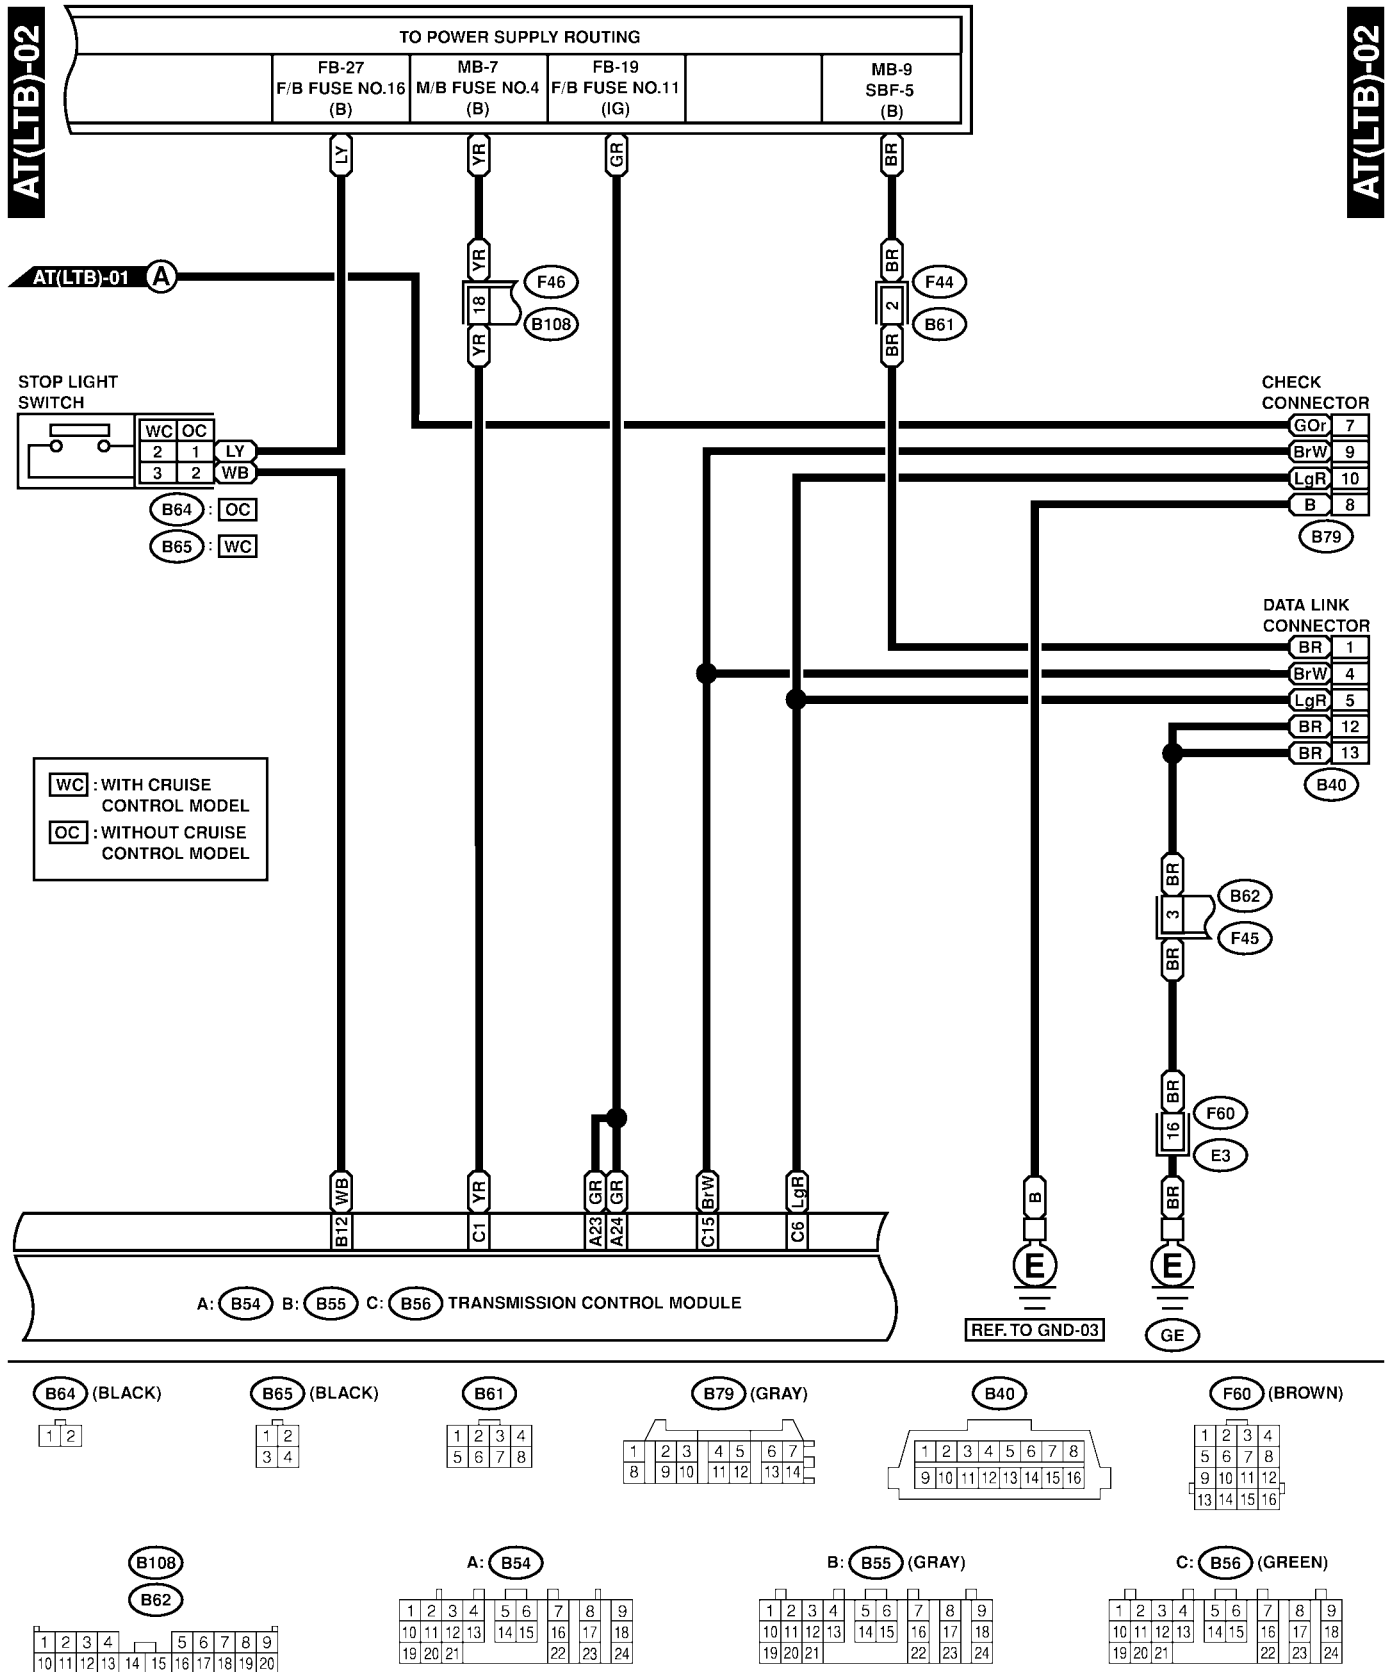 AT(LTB)-02
AT(LTB)-02
TO POWER SUPPLY ROUTING
FB-27
F/B FUSE NO.16
(B)
MB-7
M/B FUSE NO.4
(B)
FB-19
F/B FUSE NO.11
(IG)
MB-9
SBF-5
(B)
LY
YR
GR
BR
AT(LTB)-01 A
YR
18
YR
F46
B108
BR
2
BR
F44
B61
STOP LIGHT
SWITCH
WC OC
2 1 LY
3 2 WB
B64 : OC
B65 : WC
CHECK
CONNECTOR
GOr 7
BrW 9
LgR 10
B 8
B79
DATA LINK
CONNECTOR
BR 1
BrW 4
LgR 5
BR 12
BR 13
B40
WC : WITH CRUISE
CONTROL MODEL
OC : WITHOUT CRUISE
CONTROL MODEL
BR
3
BR
B62
F45
BR
16
BR
F60
E3
WB
YR
GR
GR
BrW
LgR
B
B12
C1
A23
A24
C15
C6
E
E
REF. TO GND-03
GE
A: B54 B: B55 C: B56 TRANSMISSION CONTROL MODULE
B64 (BLACK)
1 2
B65 (BLACK)
1 2
3 4
B61
1 2 3 4
5 6 7 8
B79 (GRAY)
1 2 3 4 5 6 7
8 9 10 11 12 13 14
B40
1 2 3 4 5 6 7 8
9 10 11 12 13 14 15 16
F60 (BROWN)
1 2 3 4
5 6 7 8
9 10 11 12
13 14 15 16
B108
B62
1 2 3 4 5 6 7 8 9
10 11 12 13 14 15 16 17 18 19 20
A: B54
1 2 3 4 5 6 7 8 9
10 11 12 13 14 15 16 17 18
19 20 21 22 23 24
B: B55 (GRAY)
1 2 3 4 5 6 7 8 9
10 11 12 13 14 15 16 17 18
19 20 21 22 23 24
C: B56 (GREEN)
1 2 3 4 5 6 7 8 9
10 11 12 13 14 15 16 17 18
19 20 21 22 23 24